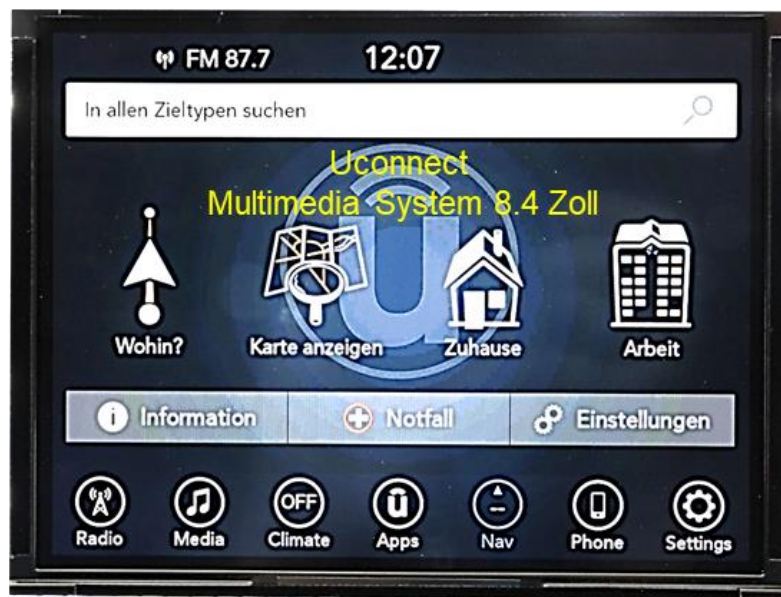 FM 87.7 12:07
In allen Zieltypen suchen
Uconnect
Multimedia System 8.4 Zoll
Wohin? Karte anzeigen Zuhause Arbeit
Information Notfall Einstellungen
OFF
Radio Media Climate Apps Nav Phone Settings